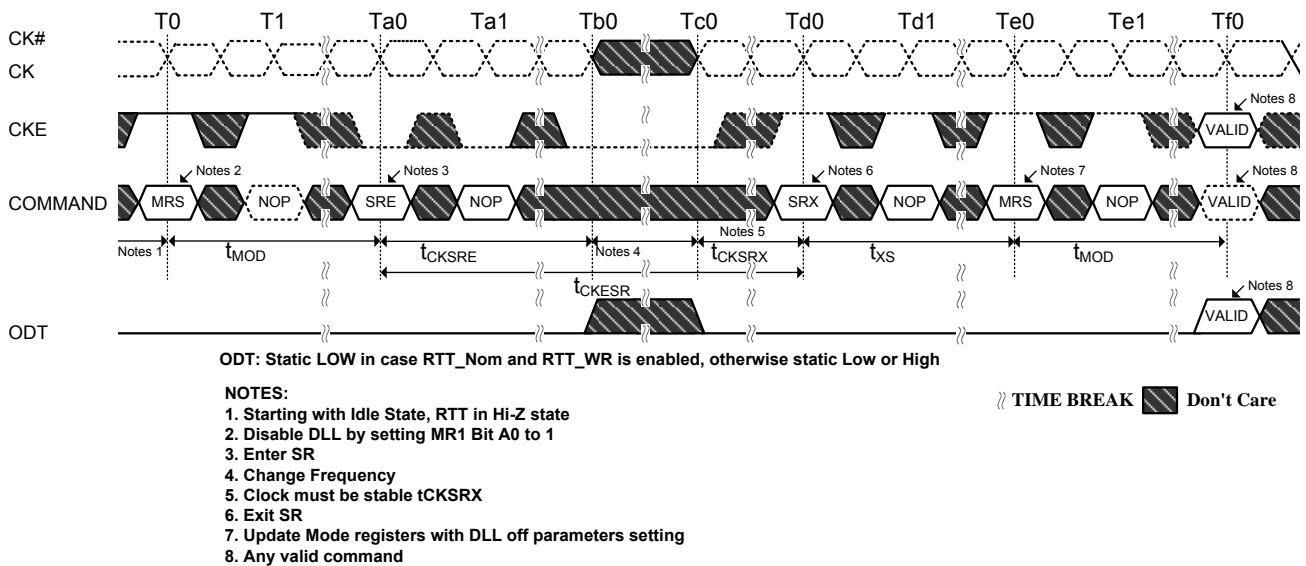 T0 T1 Ta0 Ta1 Tb0 Tc0 Td0 Td1 Te0 Te1 Tf0
CK#
CK
Notes 8
CKE
VALID
Notes 2 Notes 3 Notes 6 Notes 7 Notes 8
COMMAND MRS NOP SRE NOP SRX NOP MRS NOP VALID
Notes 1 tMOD tCKSRE Notes 4 Notes 5 tCKSRX tXS tMOD
tCKESR
Notes 8
VALID
ODT
ODT: Static LOW in case RTT_Nom and RTT_WR is enabled, otherwise static Low or High
NOTES:
1. Starting with Idle State, RTT in Hi-Z state
2. Disable DLL by setting MR1 Bit A0 to 1
3. Enter SR
4. Change Frequency
5. Clock must be stable tCKSRX
6. Exit SR
7. Update Mode registers with DLL off parameters setting
8. Any valid command
TIME BREAK Don't Care